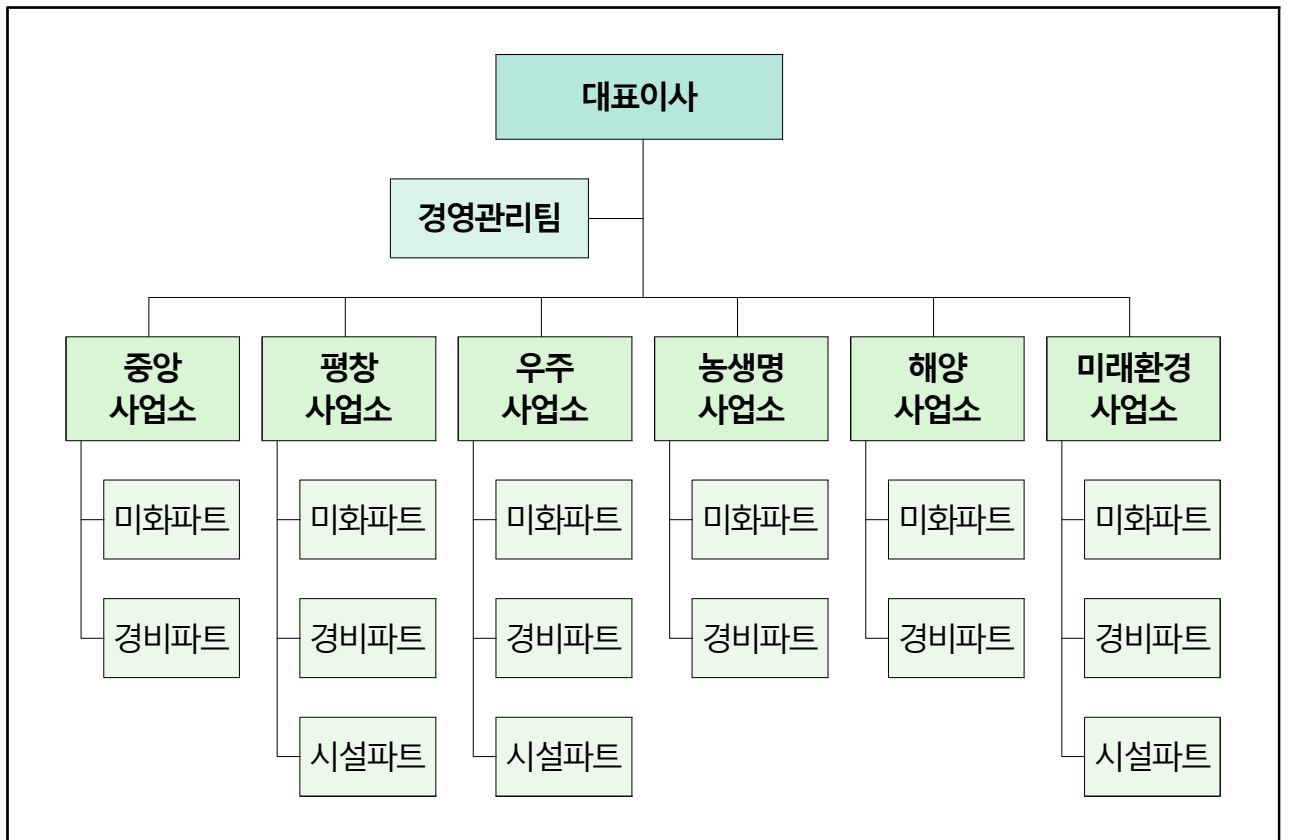 대표이사
경영관리팀
중앙
사업소
평창
사업소
우주
사업소
농생명
사업소
해양
사업소
미래환경
사업소
미화파트
미화파트
미화파트
미화파트
미화파트
미화파트
경비파트
경비파트
경비파트
경비파트
경비파트
경비파트
시설파트
시설파트
시설파트